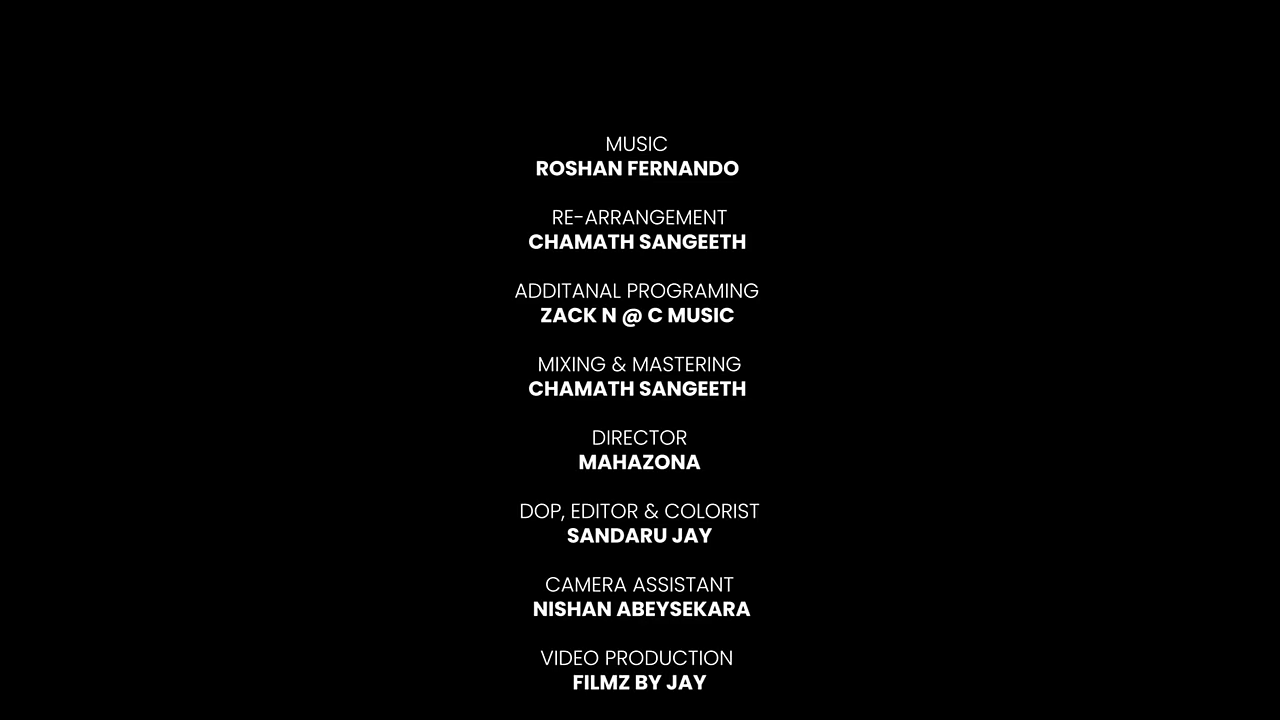 MUSIC
ROSHAN FERNANDO
RE-ARRANGEMENT
CHAMATH SANGEETH
ADDITANAL PROGRAMING
ZACK N @ C MUSIC
MIXING & MASTERING
CHAMATH SANGEETH
DIRECTOR
MAHAZONA
DOP, EDITOR & COLORIST
SANDARU JAY
CAMERA ASSISTANT
NISHAN ABEYSEKARA
VIDEO PRODUCTION
FILMZ BY JAY